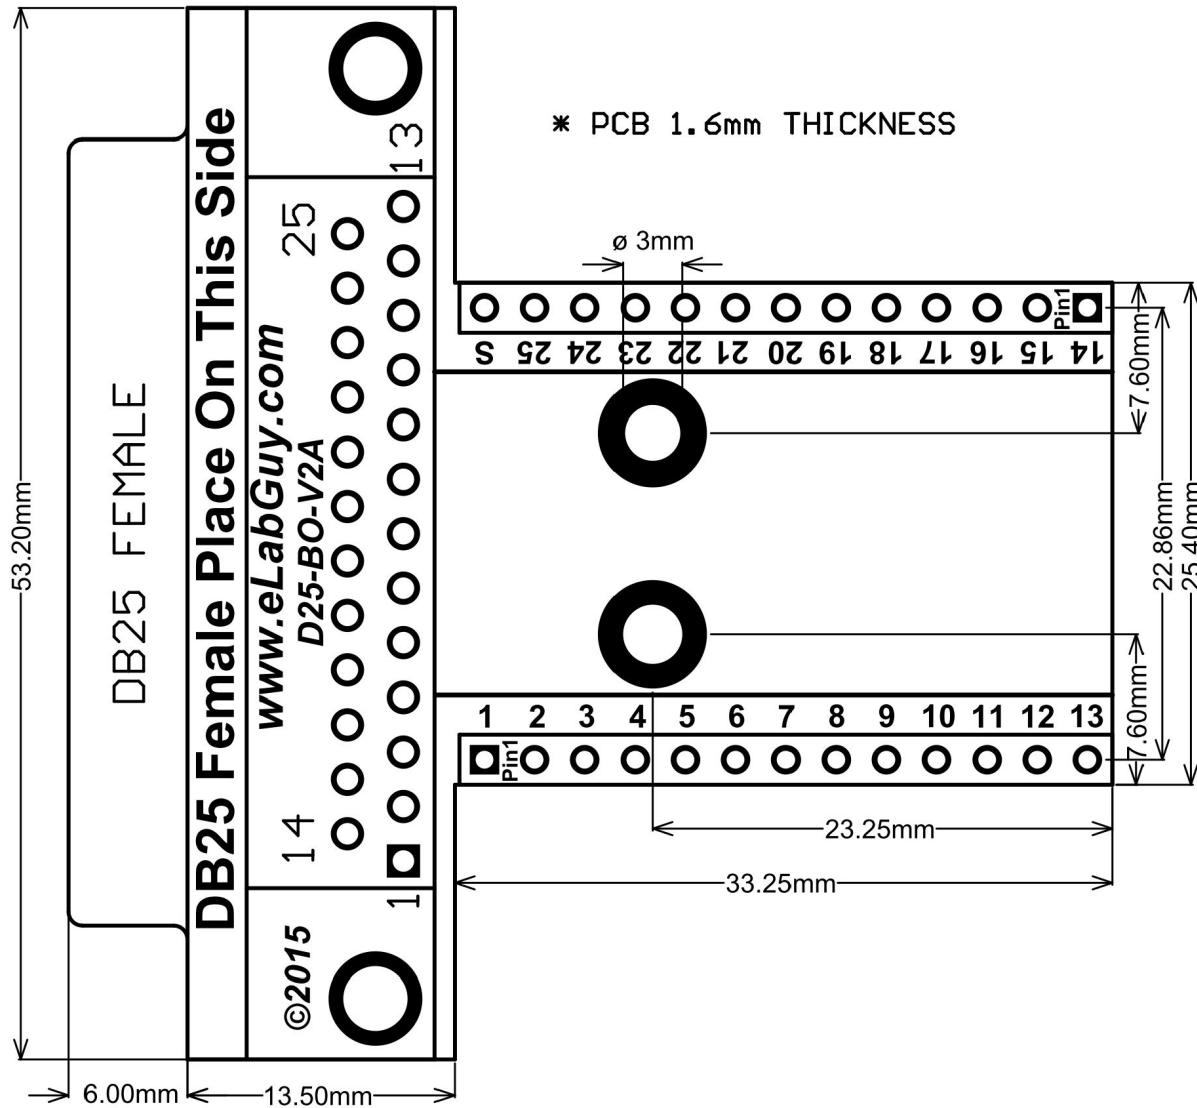 * PCB 1.6mm THICKNESS
DB25 FEMALE
DB25 Female Place On This Side
www.eLabGuy.com
D25-BO-V2A
©2015
13
25
14
1
ø 3mm
S 25 24 23 22 21 20 19 18 17 16 15 14
Pin1
1 2 3 4 5 6 7 8 9 10 11 12 13
Pin1
7.60mm
22.86mm
25.40mm
7.60mm
53.20mm
23.25mm
33.25mm
6.00mm
13.50mm